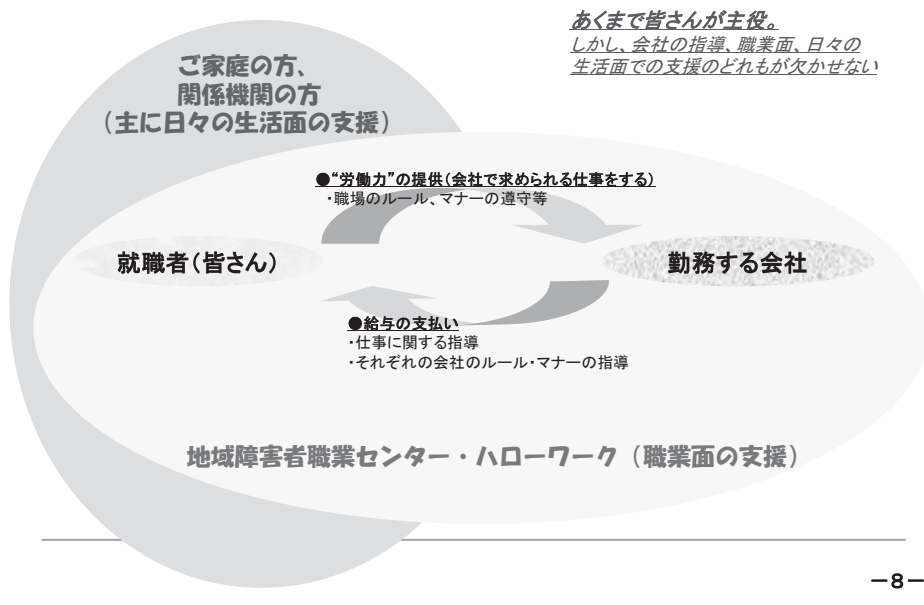 あくまで皆さんが主役。
しかし、会社の指導、職業面、日々の
生活面での支援のどれもが欠かせない
ご家庭の方、
関係機関の方
（主に日々の生活面の支援）
●“労働力”の提供（会社で求められる仕事をする）
・職場のルール、マナーの遵守等
就職者（皆さん）
勤務する会社
●給与の支払い
・仕事に関する指導
・それぞれの会社のルール・マナーの指導
地域障害者職業センター・ハローワーク（職業面の支援）
－8－